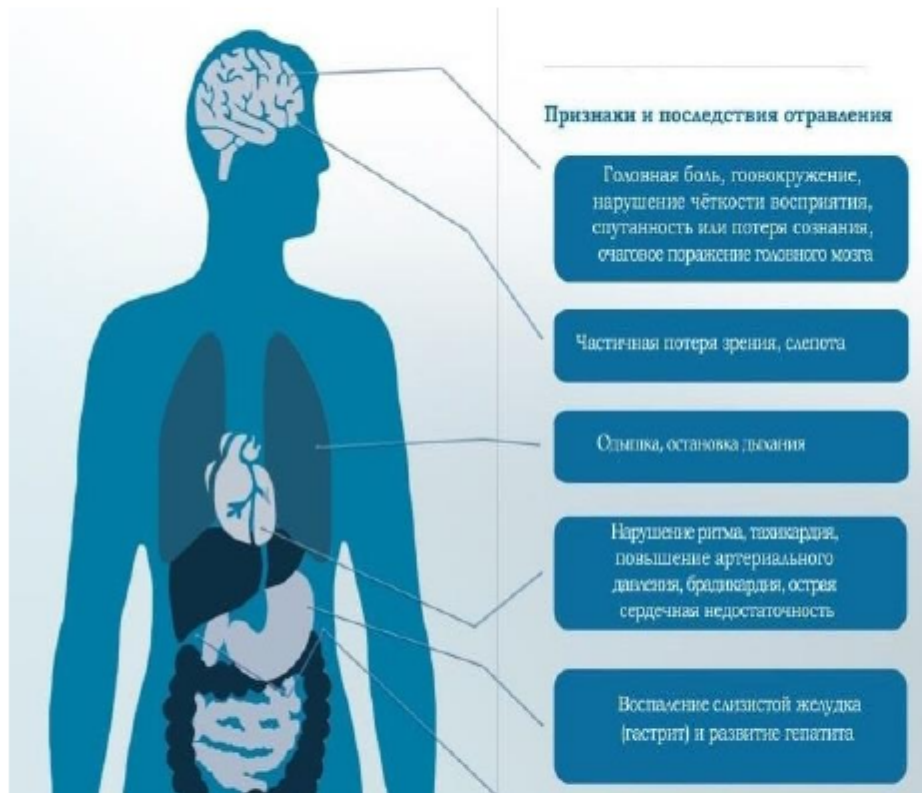 Признаки и последствия отравления
Головная боль, гоовокружение,
нарушение чёткости восприятия,
спутанность или потеря сознания,
очаговое поражение головного мозга
Частичная потеря зрения, слепота
Одышка, остановка дыхания
Нарушение ритма, тахикардия,
повышение артериального
давления, брадикардия, острая
сердечная недостаточность
Воспаление слизистой желудка
(гастрит) и развитие гепатита